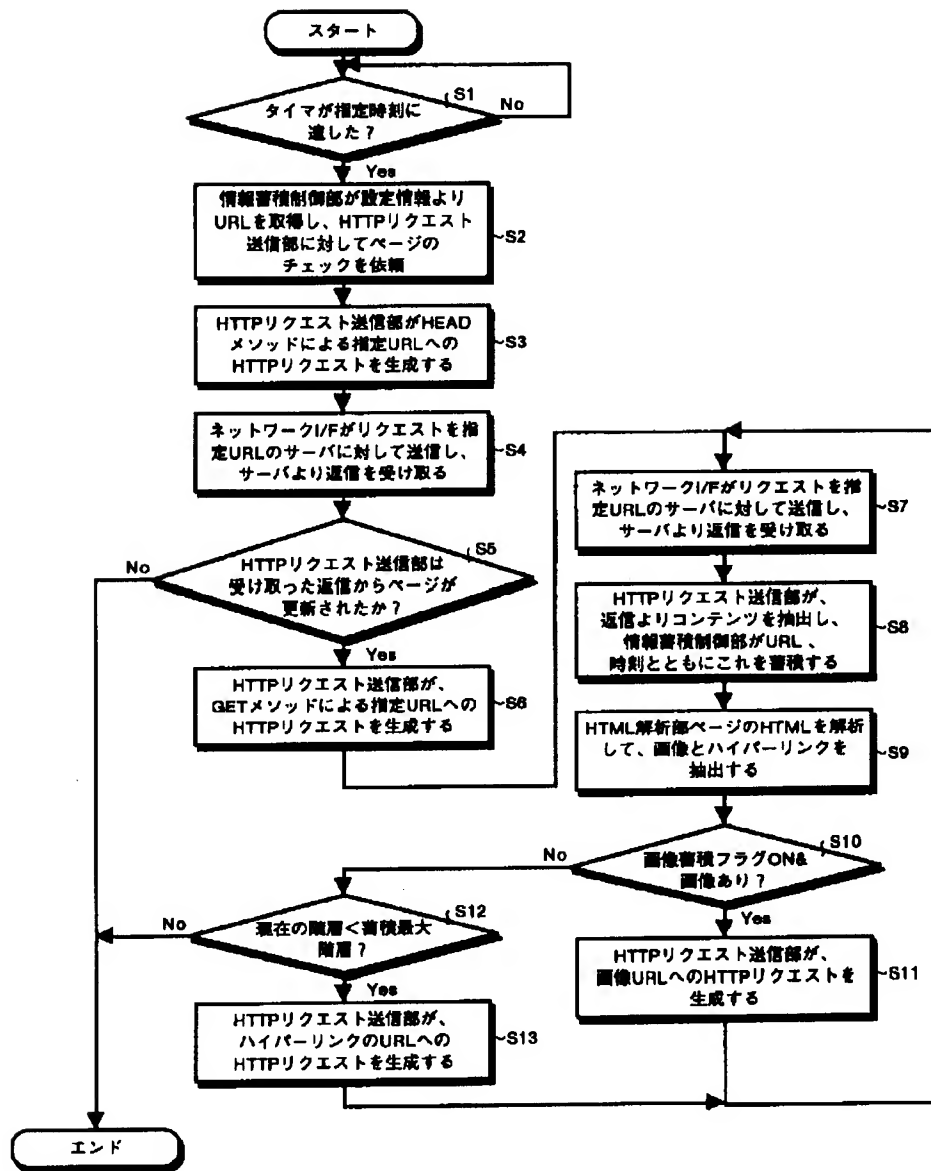 スタート
S1
タイマが指定時刻に
達した？
No
Yes
情報蓄積制御部が設定情報より
URLを取得し、HTTPリクエスト
送信部に対してページの
チェックを依頼
~S2
HTTPリクエスト送信部がHEAD
メソッドによる指定URLへの
HTTPリクエストを生成する
~S3
ネットワークI/Fがリクエストを指
定URLのサーバに対して送信し、
サーバより返信を受け取る
~S4
S5
HTTPリクエスト送信部は
受け取った返信からページが
更新されたか？
No
Yes
HTTPリクエスト送信部が、
GETメソッドによる指定URLへの
HTTPリクエストを生成する
~S6
ネットワークI/Fがリクエストを指
定URLのサーバに対して送信し、
サーバより返信を受け取る
~S7
HTTPリクエスト送信部が、
返信よりコンテンツを抽出し、
情報蓄積制御部がURL、
時刻とともにこれを蓄積する
~S8
HTML解析部ページのHTMLを解析
して、画像とハイパーリンクを
抽出する
~S9
S10
画像蓄積フラグON&
画像あり？
No
Yes
HTTPリクエスト送信部が、
画像URLへのHTTPリクエストを
生成する
~S11
S12
現在の階層＜蓄積最大
階層？
No
Yes
HTTPリクエスト送信部が、
ハイパーリンクのURLへの
HTTPリクエストを生成する
~S13
エンド